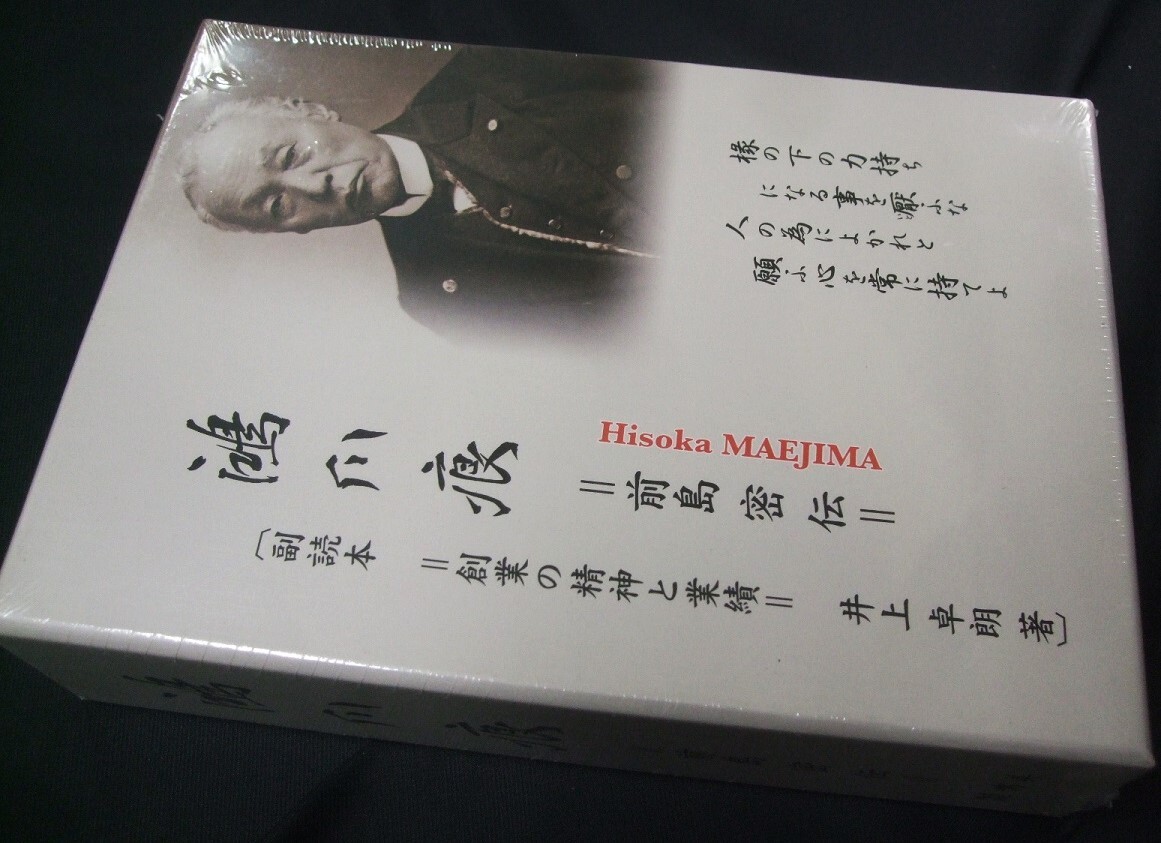 椽の下の力持ち
になる事を厭ふな
人の為によかれと
願ふ心を常に持てよ
Hisoka MAEJIMA
鴻爪痕
=前島密伝=
〔副読本 =創業の精神と業績= 井上卓朗 著〕
鴻爪痕